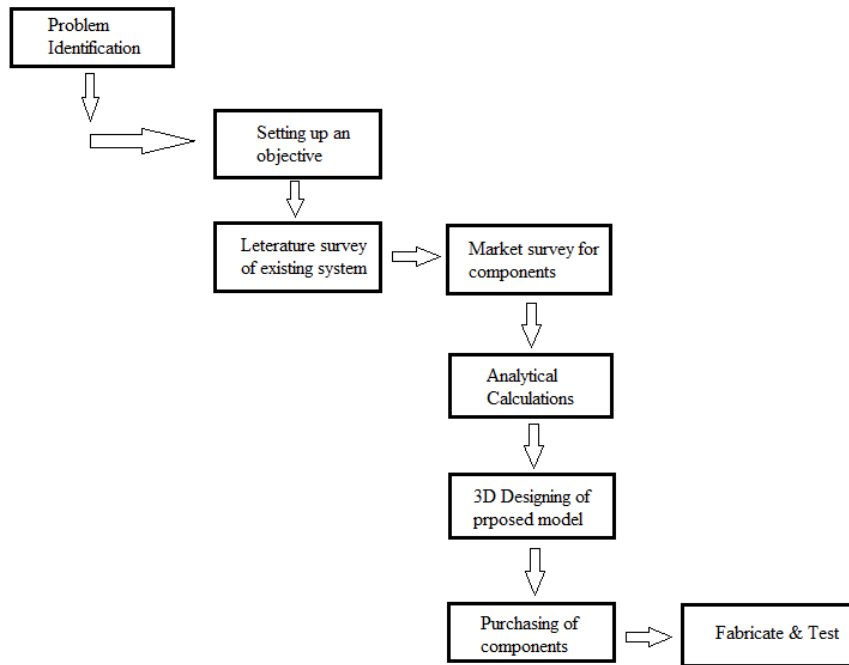 Problem
Identification
Setting up an
objective
Leterature survey
of existing system
Market survey for
components
Analytical
Calculations
3D Designing of
prposed model
Purchasing of
components
Fabricate & Test